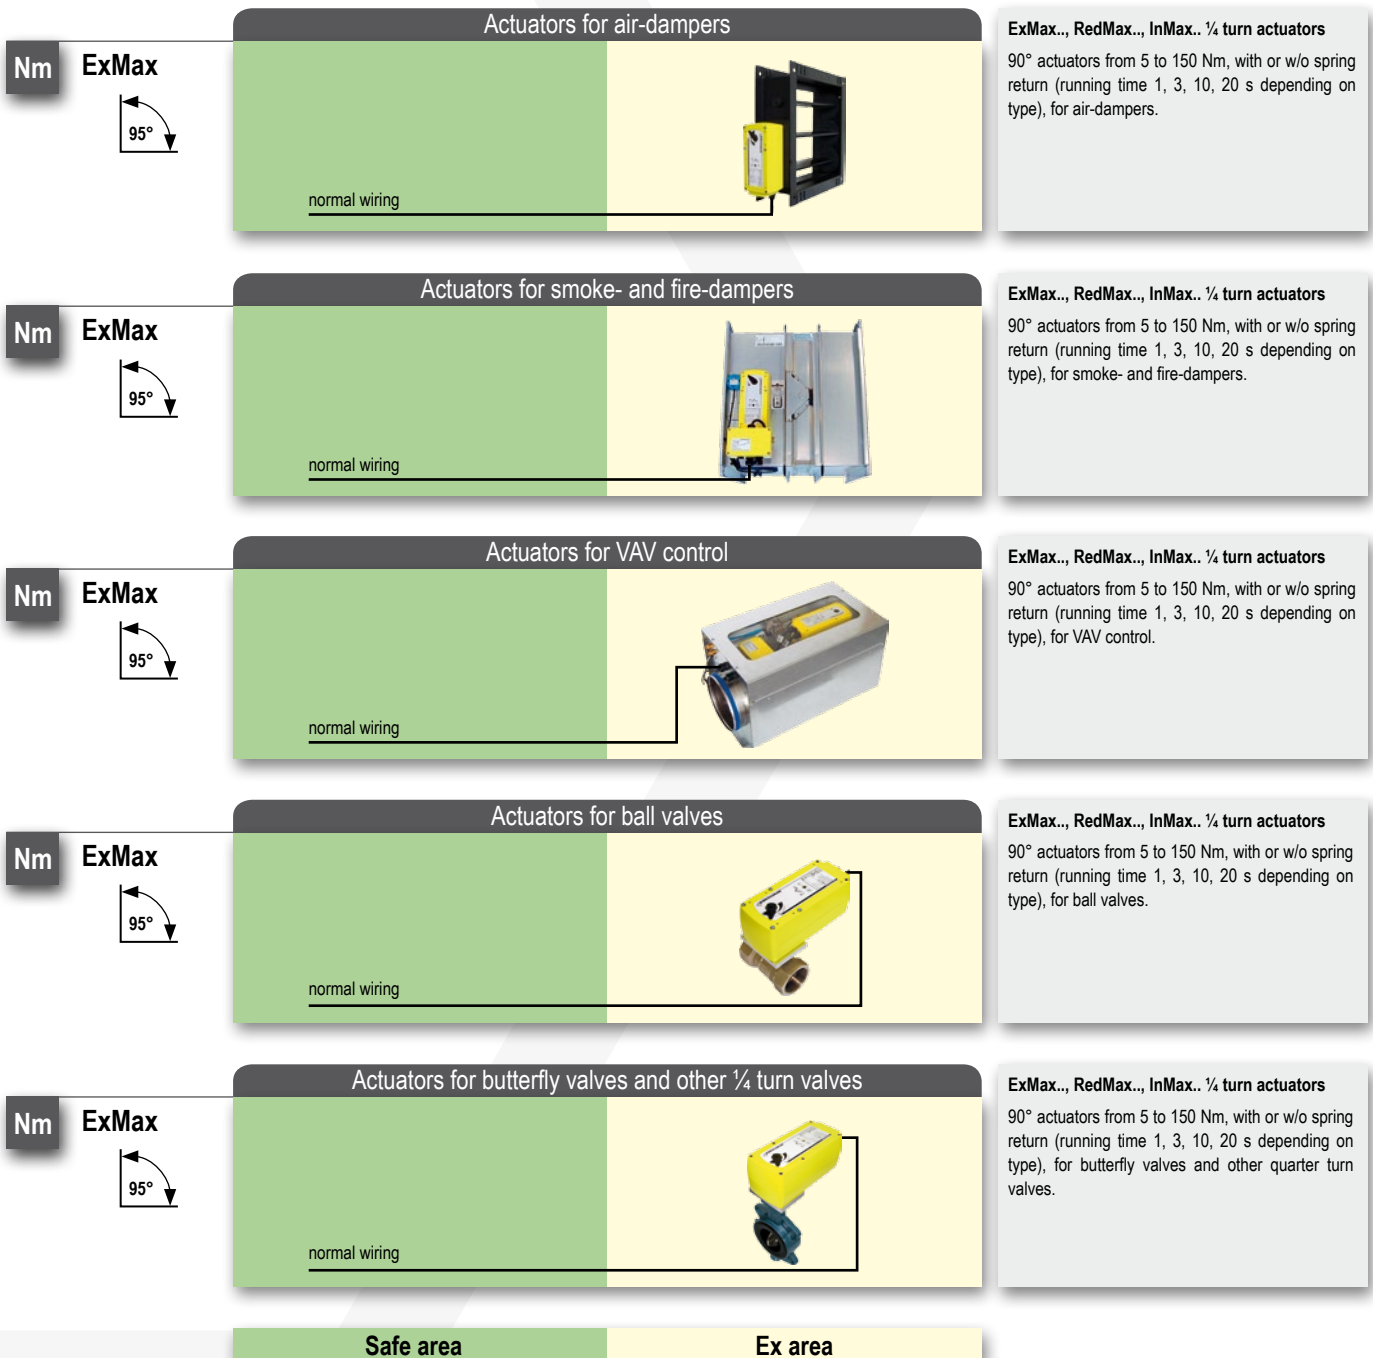 Actuators for air-dampers
Nm
ExMax
95°
normal wiring
ExMax.., RedMax.., InMax.. ¼ turn actuators
90° actuators from 5 to 150 Nm, with or w/o spring
return (running time 1, 3, 10, 20 s depending on
type), for air-dampers.
Actuators for smoke- and fire-dampers
Nm
ExMax
95°
normal wiring
ExMax.., RedMax.., InMax.. ¼ turn actuators
90° actuators from 5 to 150 Nm, with or w/o spring
return (running time 1, 3, 10, 20 s depending on
type), for smoke- and fire-dampers.
Actuators for VAV control
Nm
ExMax
95°
normal wiring
ExMax.., RedMax.., InMax.. ¼ turn actuators
90° actuators from 5 to 150 Nm, with or w/o spring
return (running time 1, 3, 10, 20 s depending on
type), for VAV control.
Actuators for ball valves
Nm
ExMax
95°
normal wiring
ExMax.., RedMax.., InMax.. ¼ turn actuators
90° actuators from 5 to 150 Nm, with or w/o spring
return (running time 1, 3, 10, 20 s depending on
type), for ball valves.
Actuators for butterfly valves and other ¼ turn valves
Nm
ExMax
95°
normal wiring
ExMax.., RedMax.., InMax.. ¼ turn actuators
90° actuators from 5 to 150 Nm, with or w/o spring
return (running time 1, 3, 10, 20 s depending on
type), for butterfly valves and other quarter turn
valves.
Safe area
Ex area